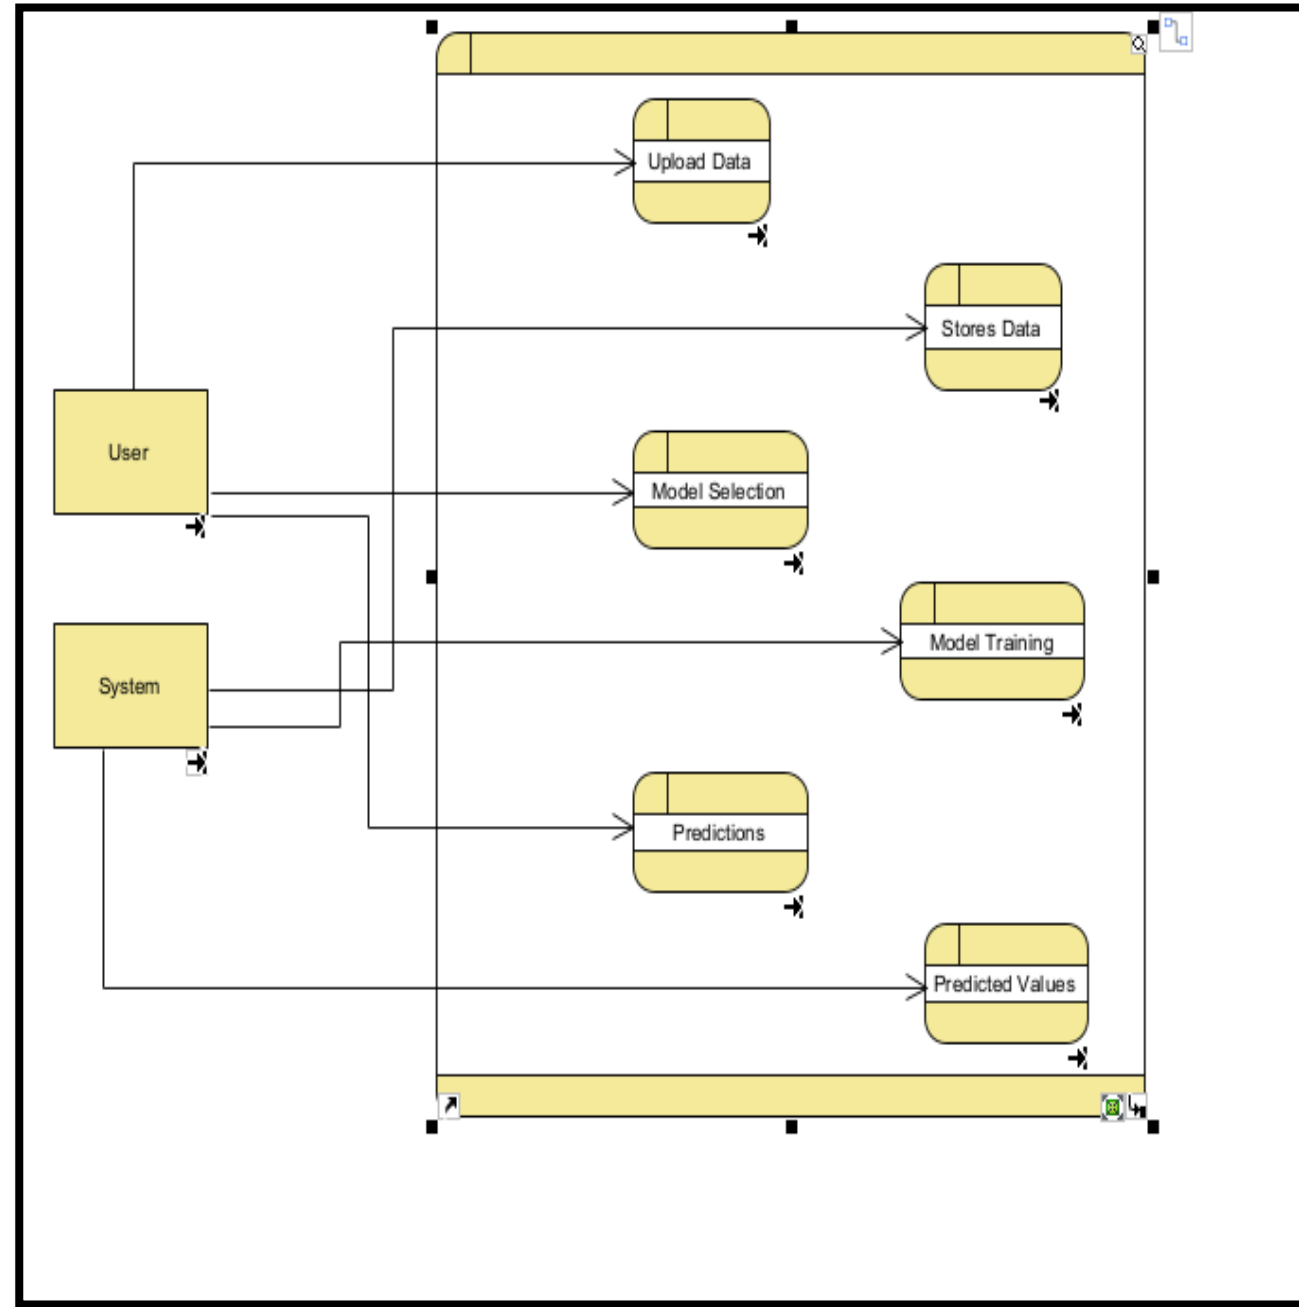 Upload Data
Stores Data
User
Model Selection
Model Training
System
Predictions
Predicted Values